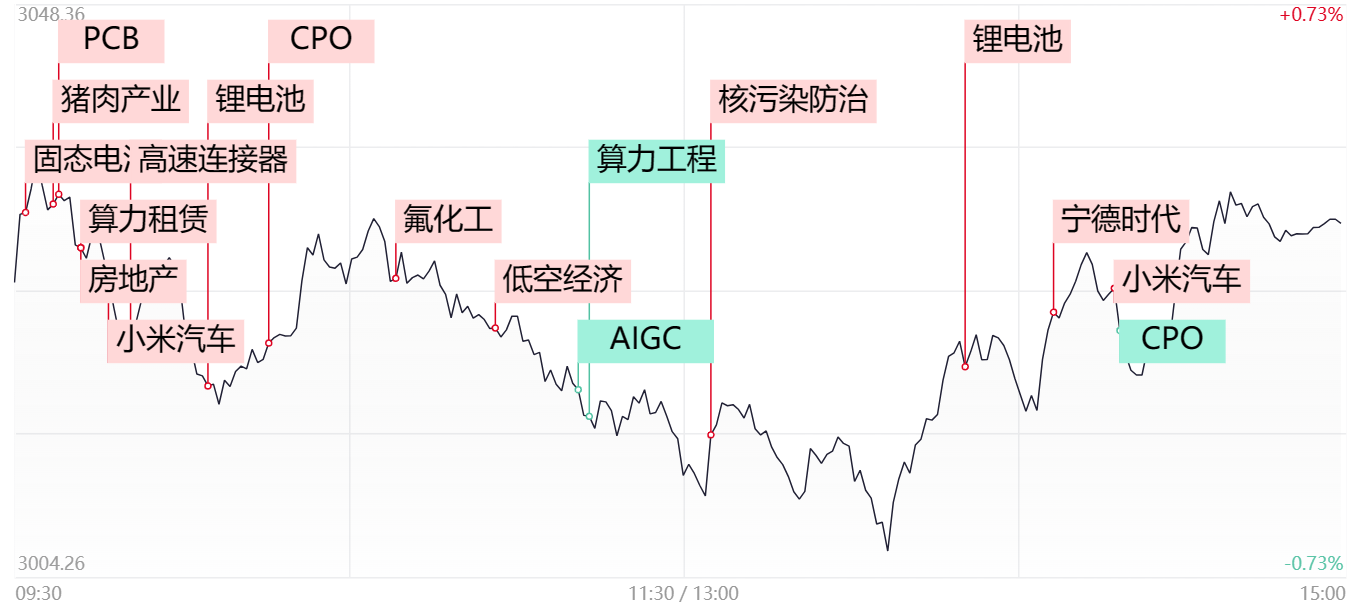 3048.36
+0.73%
PCB
CPO
锂电池
猪肉产业
锂电池
核污染防治
固态电
高速连接器
算力工程
算力租赁
氟化工
宁德时代
房地产
低空经济
小米汽车
小米汽车
AIGC
CPO
3004.26
-0.73%
09:30
11:30 / 13:00
15:00